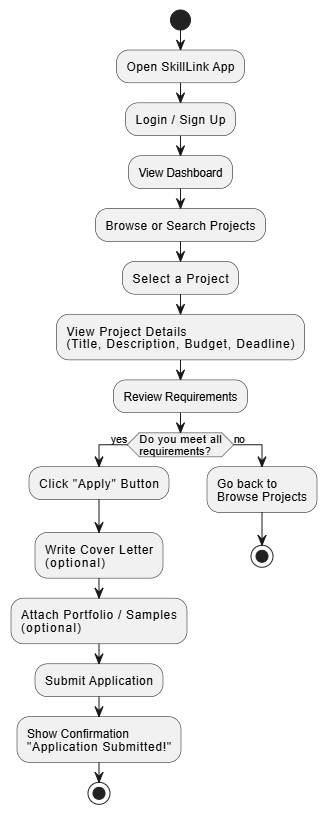 Open SkillLink App
Login / Sign Up
View Dashboard
Browse or Search Projects
Select a Project
View Project Details
(Title, Description, Budget, Deadline)
Review Requirements
yes
Do you meet all
requirements?
no
Click "Apply" Button
Go back to
Browse Projects
Write Cover Letter
(optional)
Attach Portfolio / Samples
(optional)
Submit Application
Show Confirmation
"Application Submitted!"